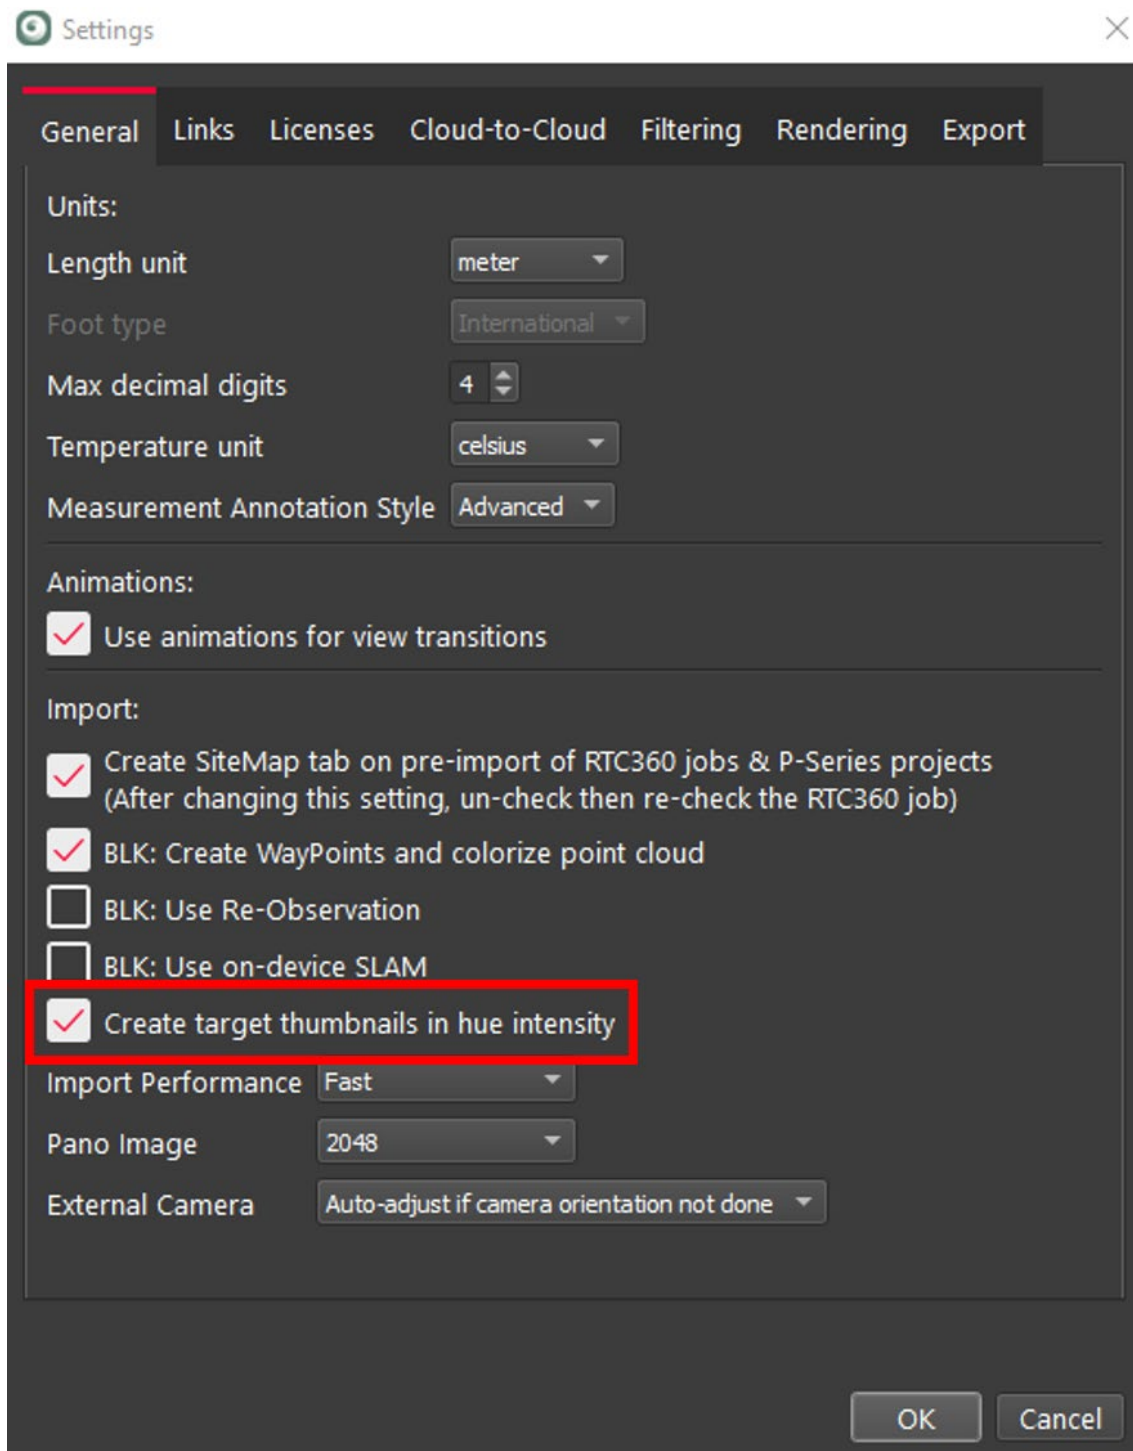 Settings
General Links Licenses Cloud-to-Cloud Filtering Rendering Export
Units:
Length unit meter
Foot type International
Max decimal digits 4
Temperature unit celsius
Measurement Annotation Style Advanced
Animations:
Use animations for view transitions
Import:
Create SiteMap tab on pre-import of RTC360 jobs & P-Series projects
(After changing this setting, un-check then re-check the RTC360 job)
BLK: Create WayPoints and colorize point cloud
BLK: Use Re-Observation
BLK: Use on-device SLAM
Create target thumbnails in hue intensity
Import Performance Fast
Pano Image 2048
External Camera Auto-adjust if camera orientation not done
OK Cancel